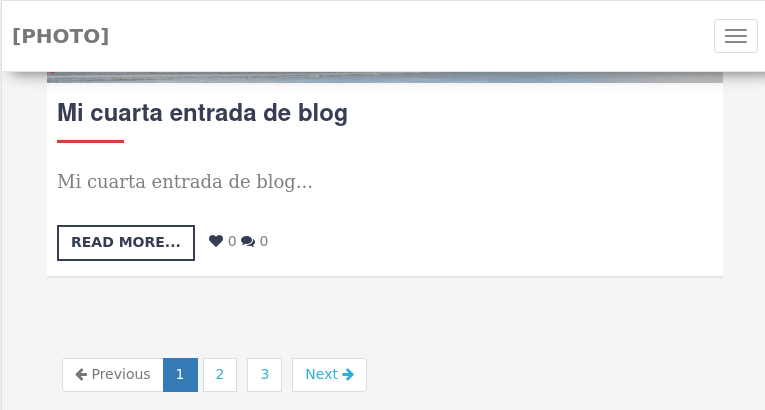 [PHOTO]
Mi cuarta entrada de blog
Mi cuarta entrada de blog...
READ MORE... 0 0
Previous 1 2 3 Next